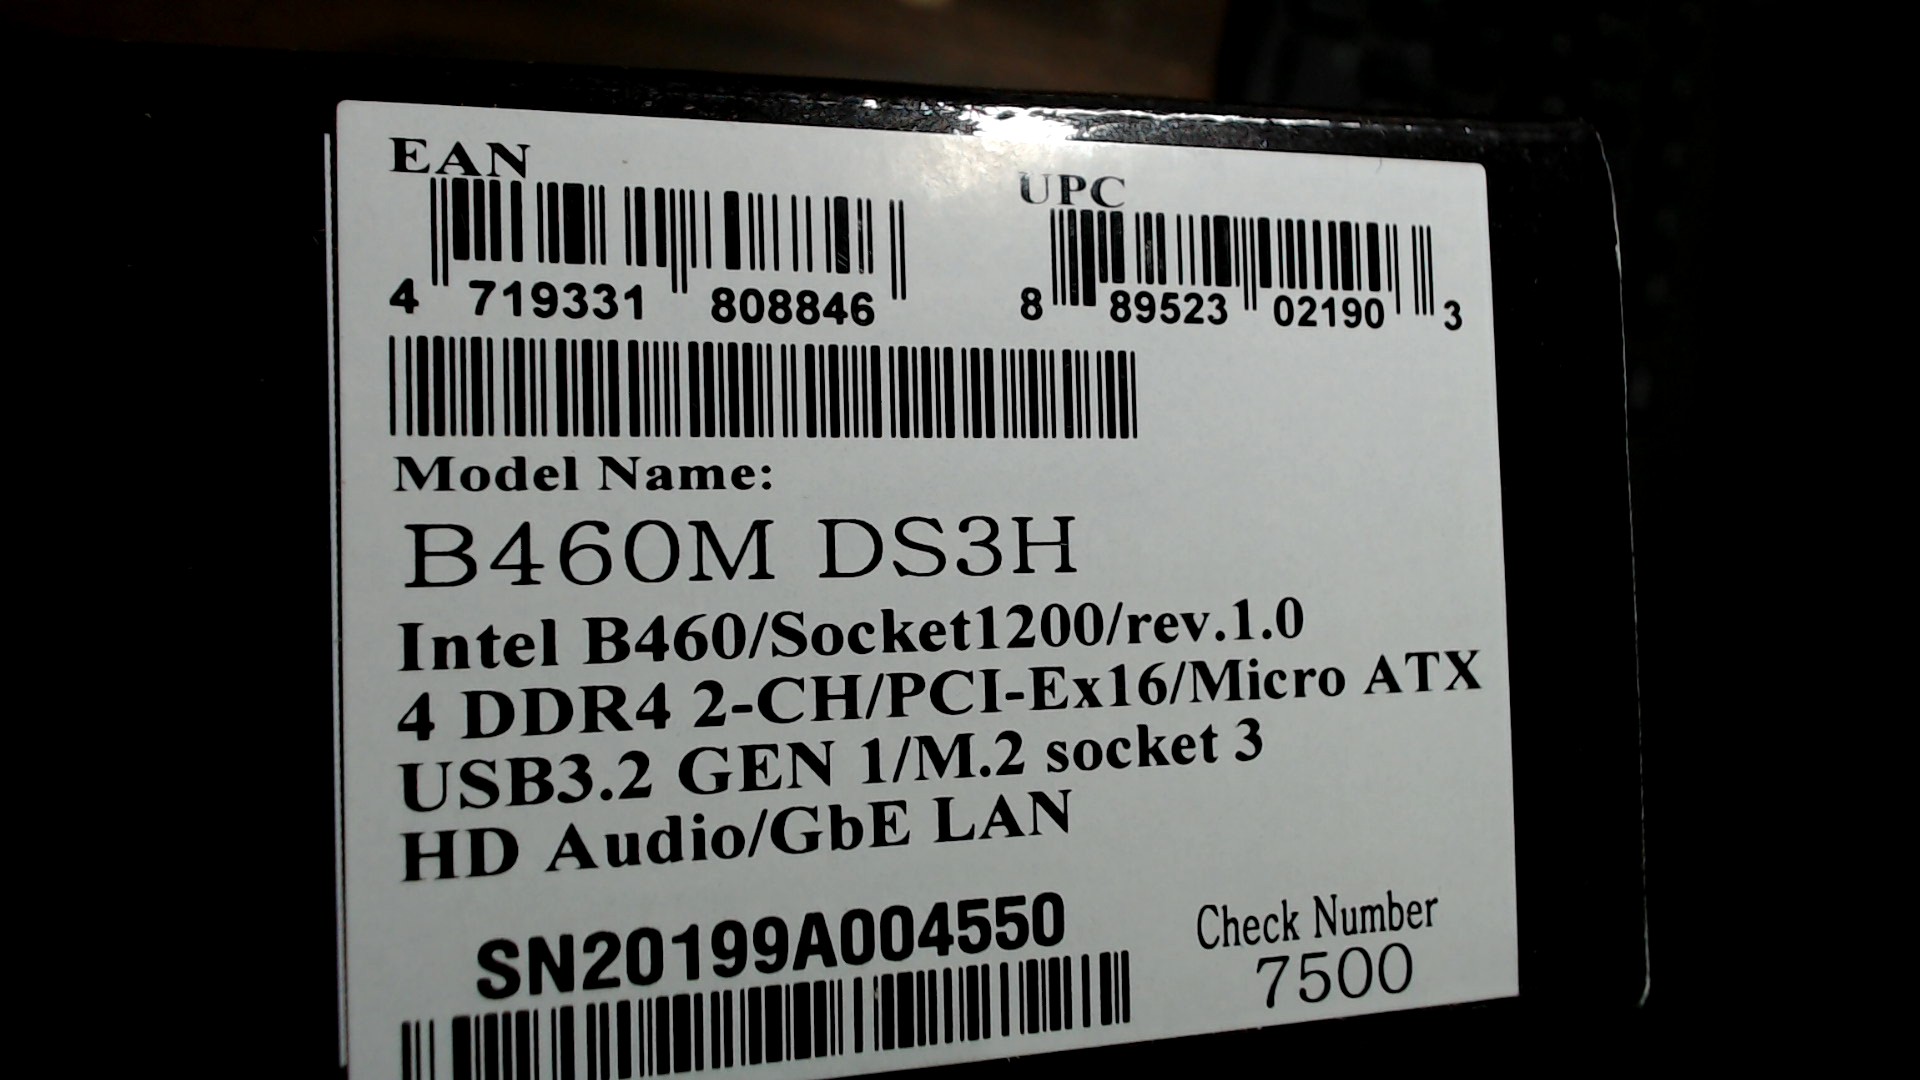 EAN
UPC
4 719331 808846
8 89523 02190 3
Model Name:
B460M DS3H
Intel B460/Socket1200/rev.1.0
4 DDR4 2-CH/PCI-Ex16/Micro ATX
USB3.2 GEN 1/M.2 socket 3
HD Audio/GbE LAN
SN20199A004550
Check Number
7500